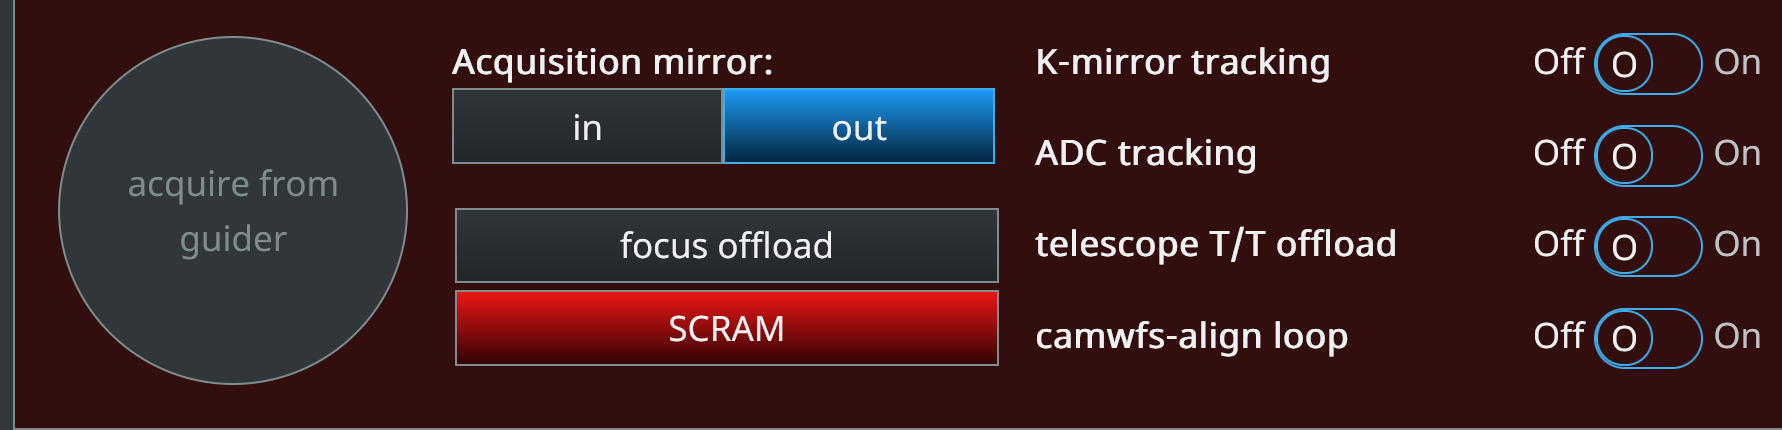 acquire from
guider
Acquisition mirror:
in out
focus offload
SCRAM
K-mirror tracking Off O On
ADC tracking Off O On
telescope T/T offload Off O On
camwfs-align loop Off O On